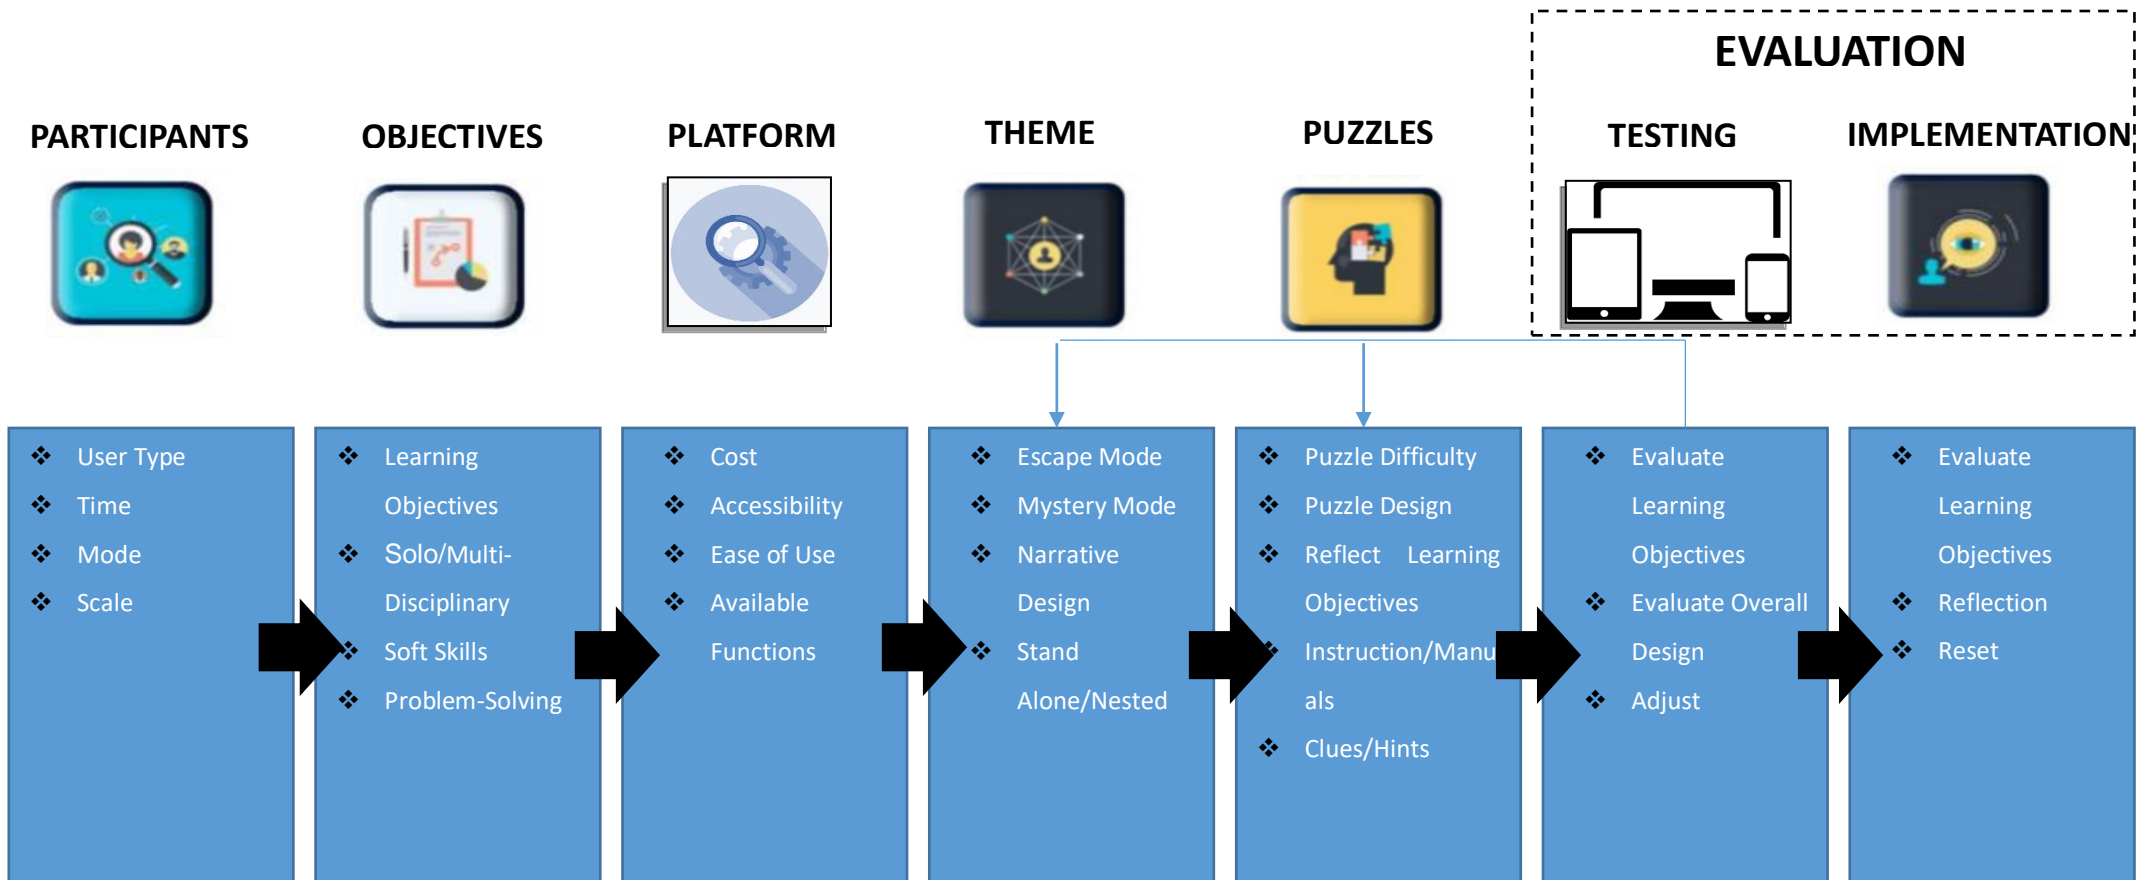 EVALUATION
PARTICIPANTS
OBJECTIVES
PLATFORM
THEME
PUZZLES
TESTING
IMPLEMENTATION
❖ User Type
❖ Time
❖ Mode
❖ Scale
❖ Learning
Objectives
❖ Solo/Multi-
Disciplinary
❖ Soft Skills
❖ Problem-Solving
❖ Cost
❖ Accessibility
❖ Ease of Use
❖ Available
Functions
❖ Escape Mode
❖ Mystery Mode
❖ Narrative
Design
❖ Stand
Alone/Nested
❖ Puzzle Difficulty
❖ Puzzle Design
❖ Reflect Learning
Objectives
❖ Instruction/Manu
als
❖ Clues/Hints
❖ Evaluate
Learning
Objectives
❖ Evaluate Overall
Design
❖ Adjust
❖ Evaluate
Learning
Objectives
❖ Reflection
❖ Reset